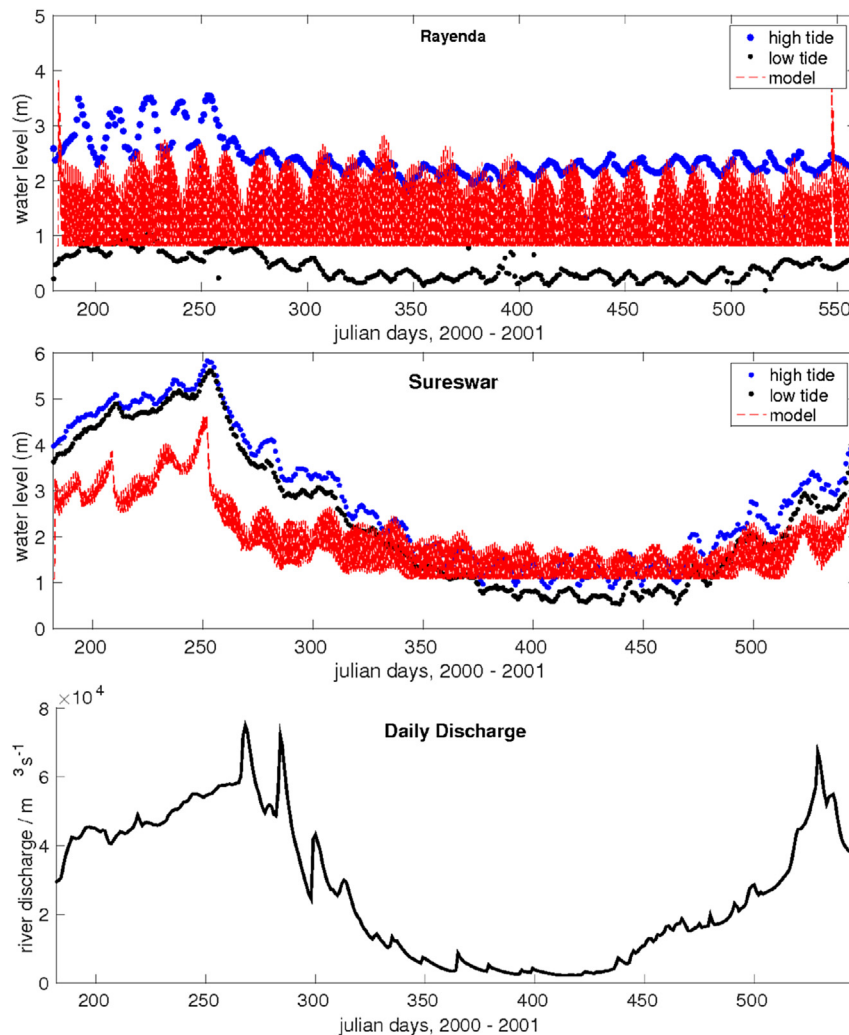 Rayenda
high tide
low tide
model
water level (m)
5
4
3
2
1
0
200 250 300 350 400 450 500 550
julian days, 2000 - 2001
Sureswar
high tide
low tide
model
water level (m)
6
5
4
3
2
1
0
200 250 300 350 400 450 500
julian days, 2000 - 2001
×10⁴
Daily Discharge
river discharge / m ³s⁻¹
8
6
4
2
0
200 250 300 350 400 450 500
julian days, 2000 - 2001